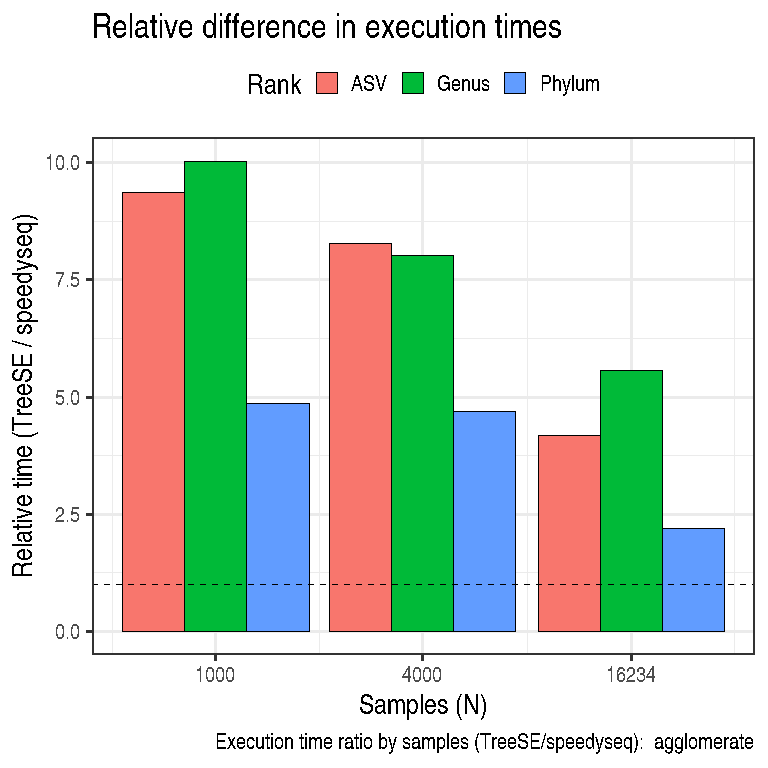 Relative difference in execution times
Rank ASV Genus Phylum
Relative time (TreeSE / speedyseq)
10.0
7.5
5.0
2.5
0.0
1000 4000 16234
Samples (N)
Execution time ratio by samples (TreeSE/speedyseq): agglomerate